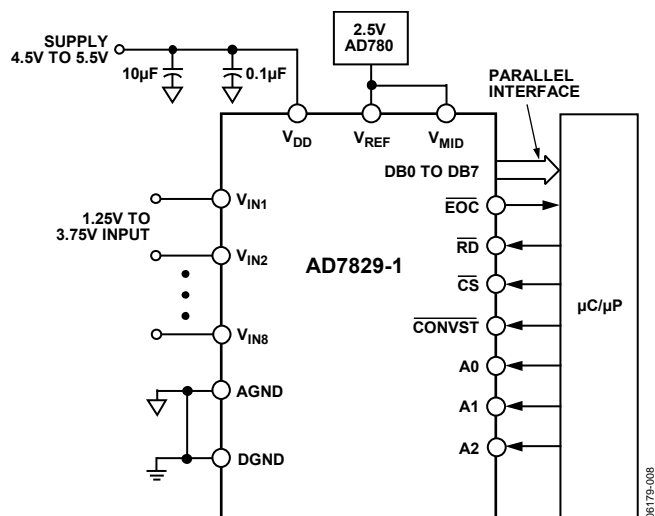 2.5V
AD780
SUPPLY
4.5V TO 5.5V
10µF
0.1µF
PARALLEL
INTERFACE
VDD
VREF
VMID
DB0 TO DB7
VIN1
EOC
1.25V TO
3.75V INPUT
RD
VIN2
AD7829-1
CS
µC/µP
CONVST
VIN8
A0
AGND
A1
A2
DGND
06179-008